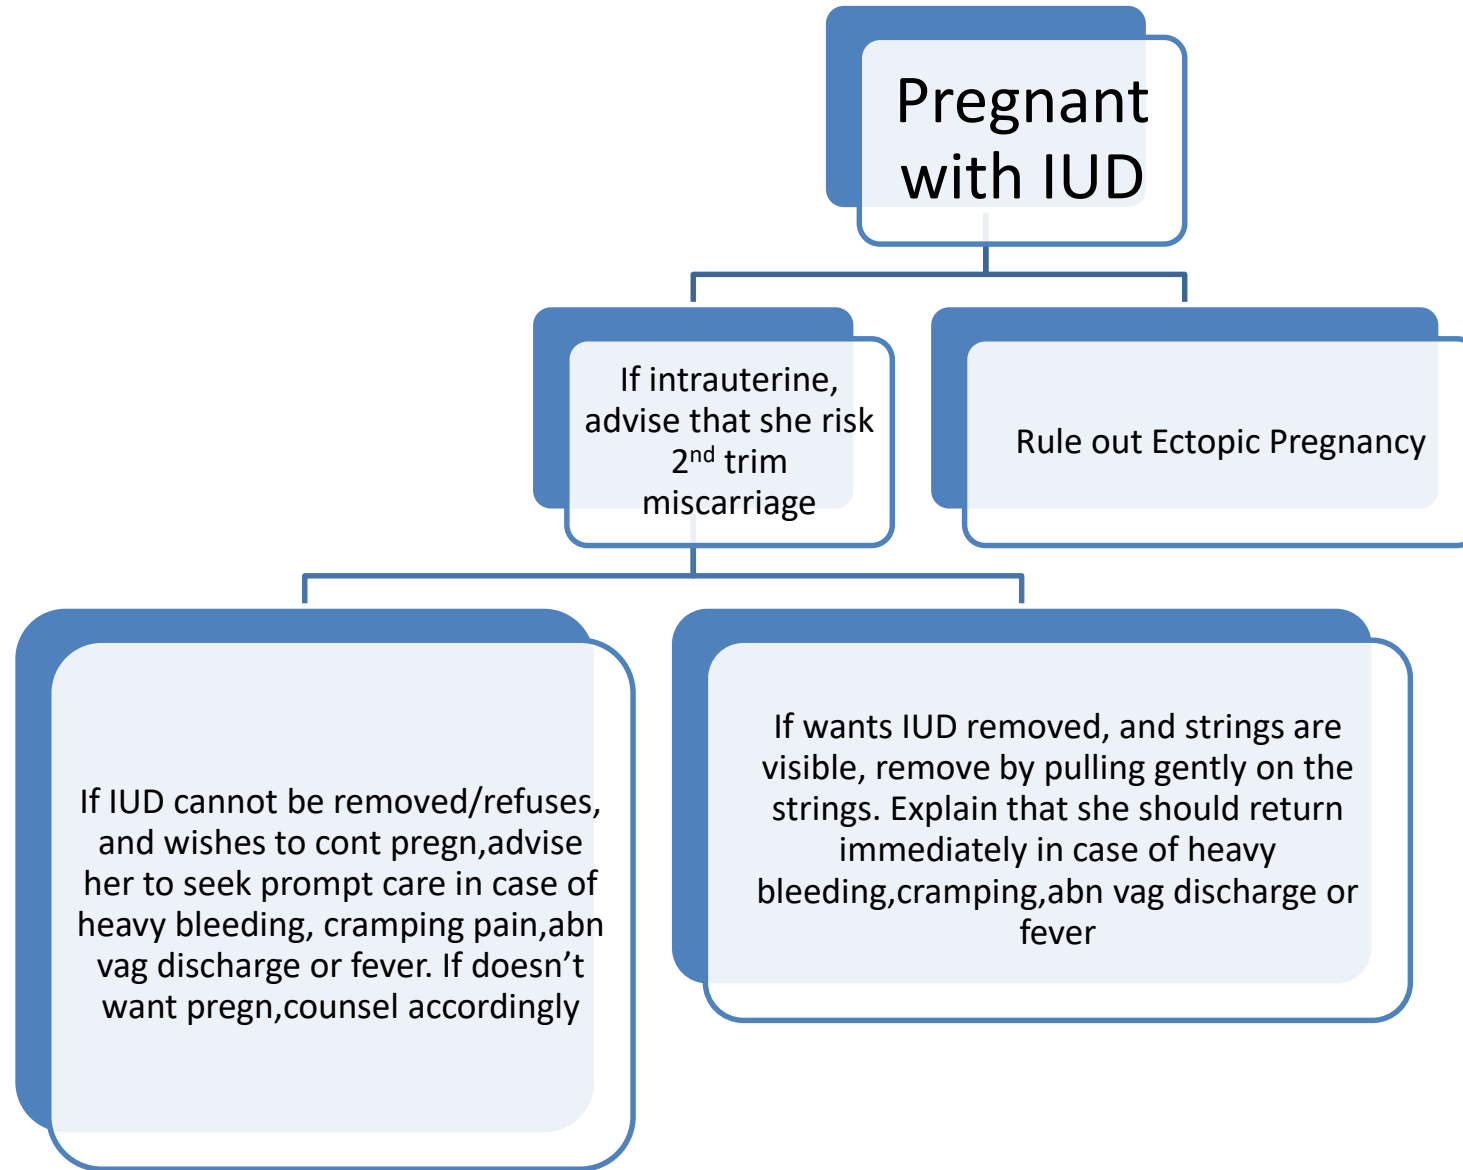 Pregnant
with IUD
If intrauterine,
advise that she risk
2nd trim
miscarriage
Rule out Ectopic Pregnancy
If IUD cannot be removed/refuses,
and wishes to cont pregn,advise
her to seek prompt care in case of
heavy bleeding, cramping pain,abn
vag discharge or fever. If doesn’t
want pregn,counsel accordingly
If wants IUD removed, and strings are
visible, remove by pulling gently on the
strings. Explain that she should return
immediately in case of heavy
bleeding,cramping,abn vag discharge or
fever